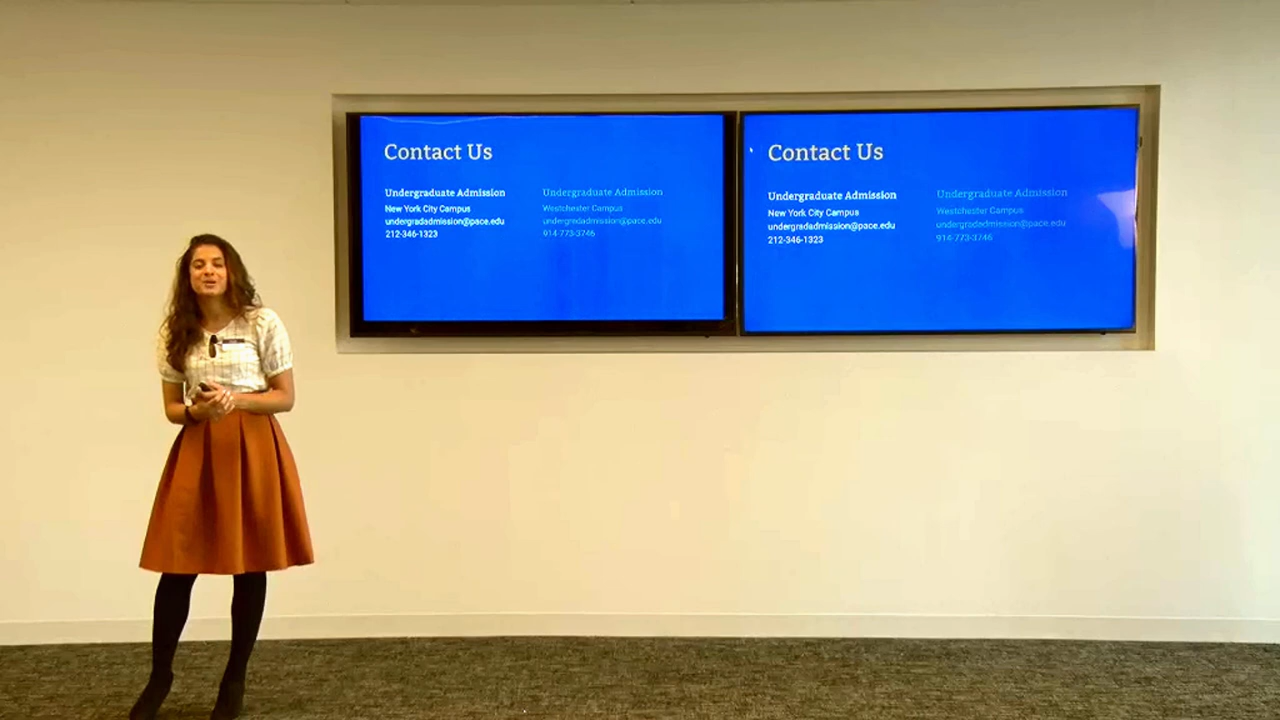 Contact Us
Undergraduate Admission
New York City Campus
undergradadmission@pace.edu
212-346-1323
Undergraduate Admission
Westchester Campus
undergradadmission@pace.edu
914-773-3746
Contact Us
Undergraduate Admission
New York City Campus
undergradadmission@pace.edu
212-346-1323
Undergraduate Admission
Westchester Campus
undergradadmission@pace.edu
914-773-3746